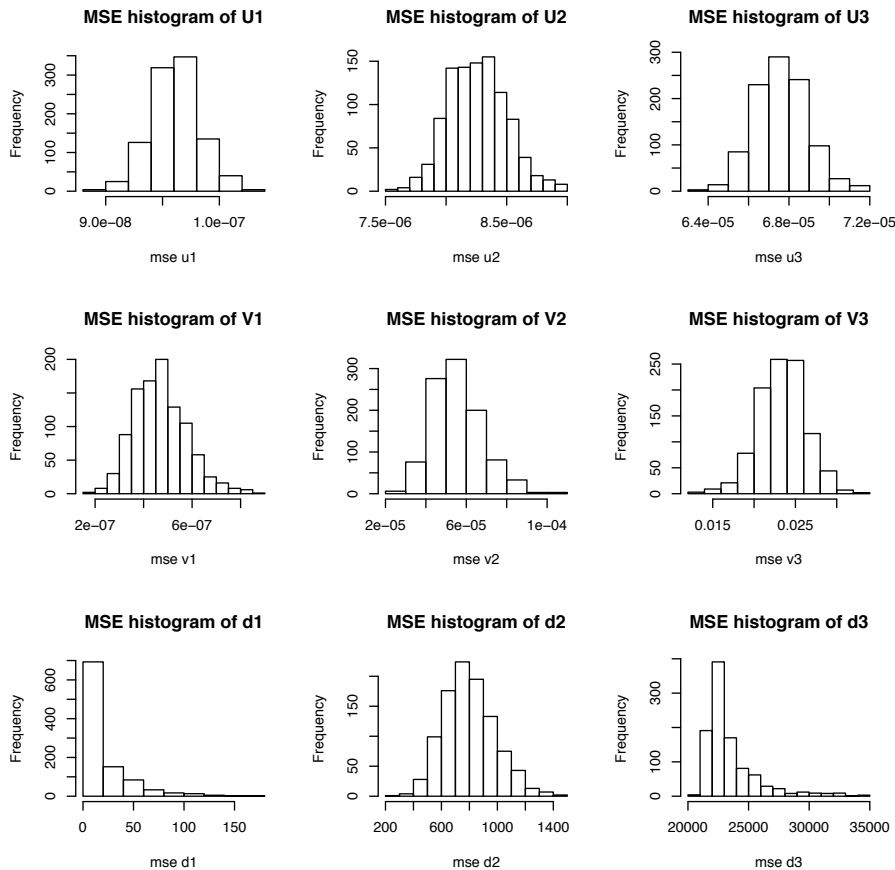 MSE histogram of U1
Frequency
0
100
200
300
9.0e−08
1.0e−07
mse u1
MSE histogram of U2
Frequency
0
50
100
150
7.5e−06
8.5e−06
mse u2
MSE histogram of U3
Frequency
0
100
200
300
6.4e−05
6.8e−05
7.2e−05
mse u3
MSE histogram of V1
Frequency
0
50
100
200
2e−07
6e−07
mse v1
MSE histogram of V2
Frequency
0
100
200
300
2e−05
6e−05
1e−04
mse v2
MSE histogram of V3
Frequency
0
50
150
250
0.015
0.025
mse v3
MSE histogram of d1
Frequency
0
200
400
600
0
50
100
150
mse d1
MSE histogram of d2
Frequency
0
50
150
200
600
1000
1400
mse d2
MSE histogram of d3
Frequency
0
100
300
20000
25000
30000
35000
mse d3